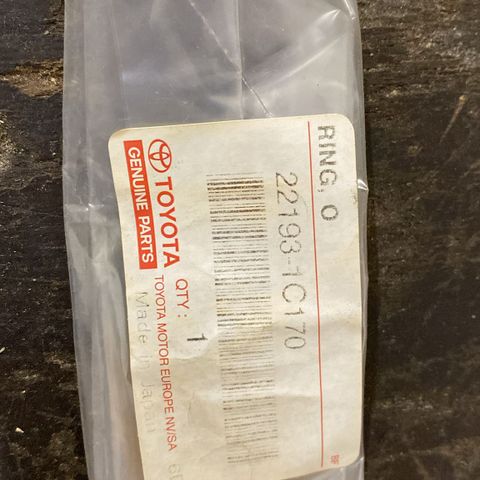 RING, O
22193-1C170
QTY: 1
TOYOTA
GENUINE PARTS
TOYOTA MOTOR EUROPE NV/SA
Made in Japan